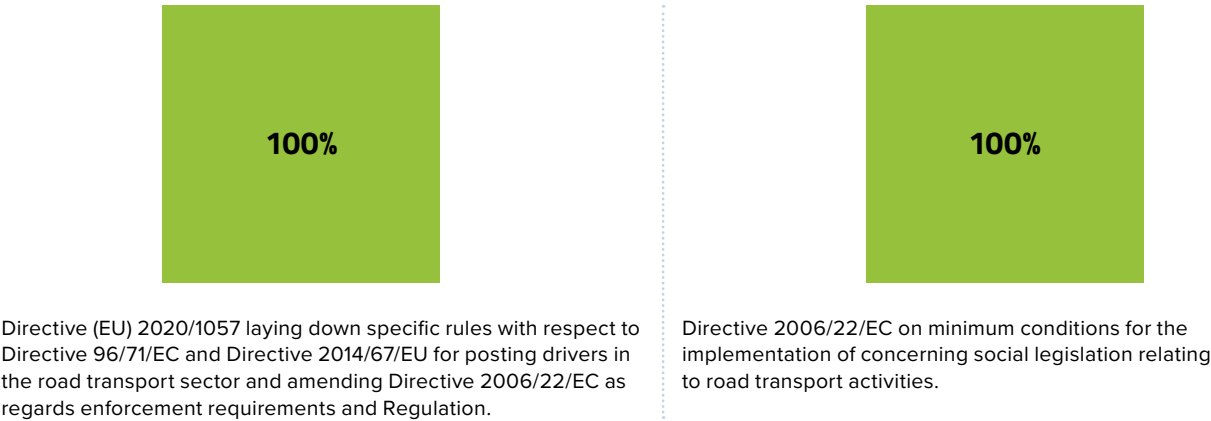 100%
Directive (EU) 2020/1057 laying down specific rules with respect to
Directive 96/71/EC and Directive 2014/67/EU for posting drivers in
the road transport sector and amending Directive 2006/22/EC as
regards enforcement requirements and Regulation.
100%
Directive 2006/22/EC on minimum conditions for the
implementation of concerning social legislation relating
to road transport activities.